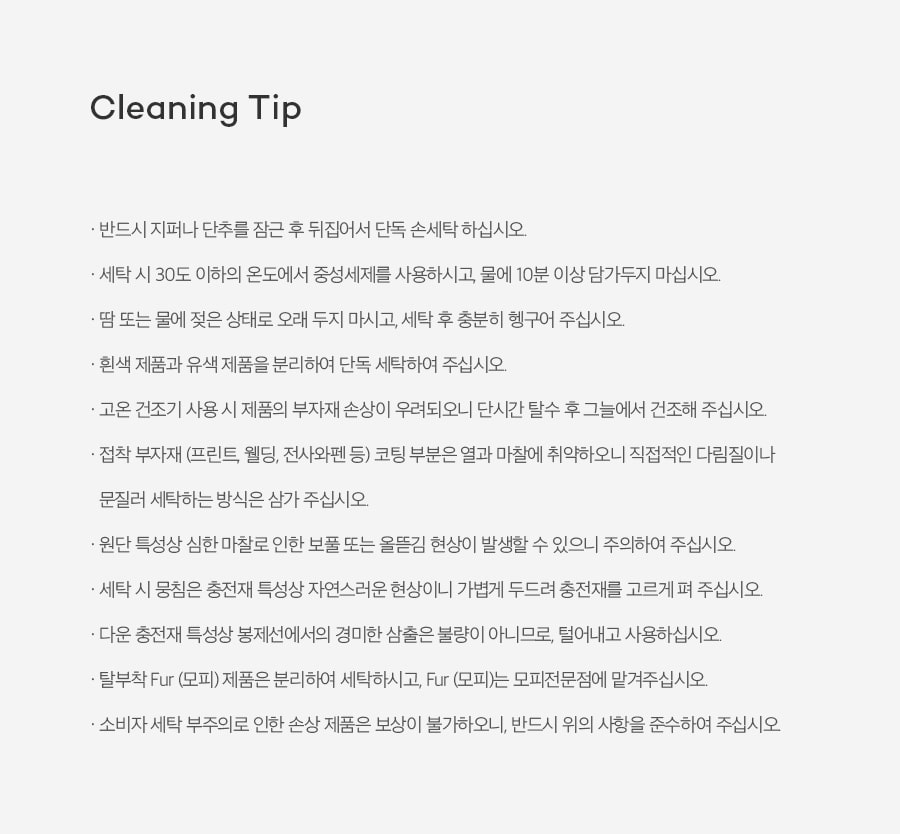 Cleaning Tip
· 반드시 지퍼나 단추를 잠근 후 뒤집어서 단독 손세탁 하십시오.
· 세탁 시 30도 이하의 온도에서 중성세제를 사용하시고, 물에 10분 이상 담가두지 마십시오.
· 땀 또는 물에 젖은 상태로 오래 두지 마시고, 세탁 후 충분히 헹구어 주십시오.
· 흰색 제품과 유색 제품을 분리하여 단독 세탁하여 주십시오.
· 고온 건조기 사용 시 제품의 부자재 손상이 우려되오니 단시간 탈수 후 그늘에서 건조해 주십시오.
· 접착 부자재 (프린트, 웰딩, 전사와펜 등) 코팅 부분은 열과 마찰에 취약하오니 직접적인 다림질이나
문질러 세탁하는 방식은 삼가 주십시오.
· 원단 특성상 심한 마찰로 인한 보풀 또는 올뜯김 현상이 발생할 수 있으니 주의하여 주십시오.
· 세탁 시 뭉침은 충전재 특성상 자연스러운 현상이니 가볍게 두드려 충전재를 고르게 펴 주십시오.
· 다운 충전재 특성상 봉제선에서의 경미한 삼출은 불량이 아니므로, 털어내고 사용하십시오.
· 탈부착 Fur (모피) 제품은 분리하여 세탁하시고, Fur (모피)는 모피전문점에 맡겨주십시오.
· 소비자 세탁 부주의로 인한 손상 제품은 보상이 불가하오니, 반드시 위의 사항을 준수하여 주십시오.